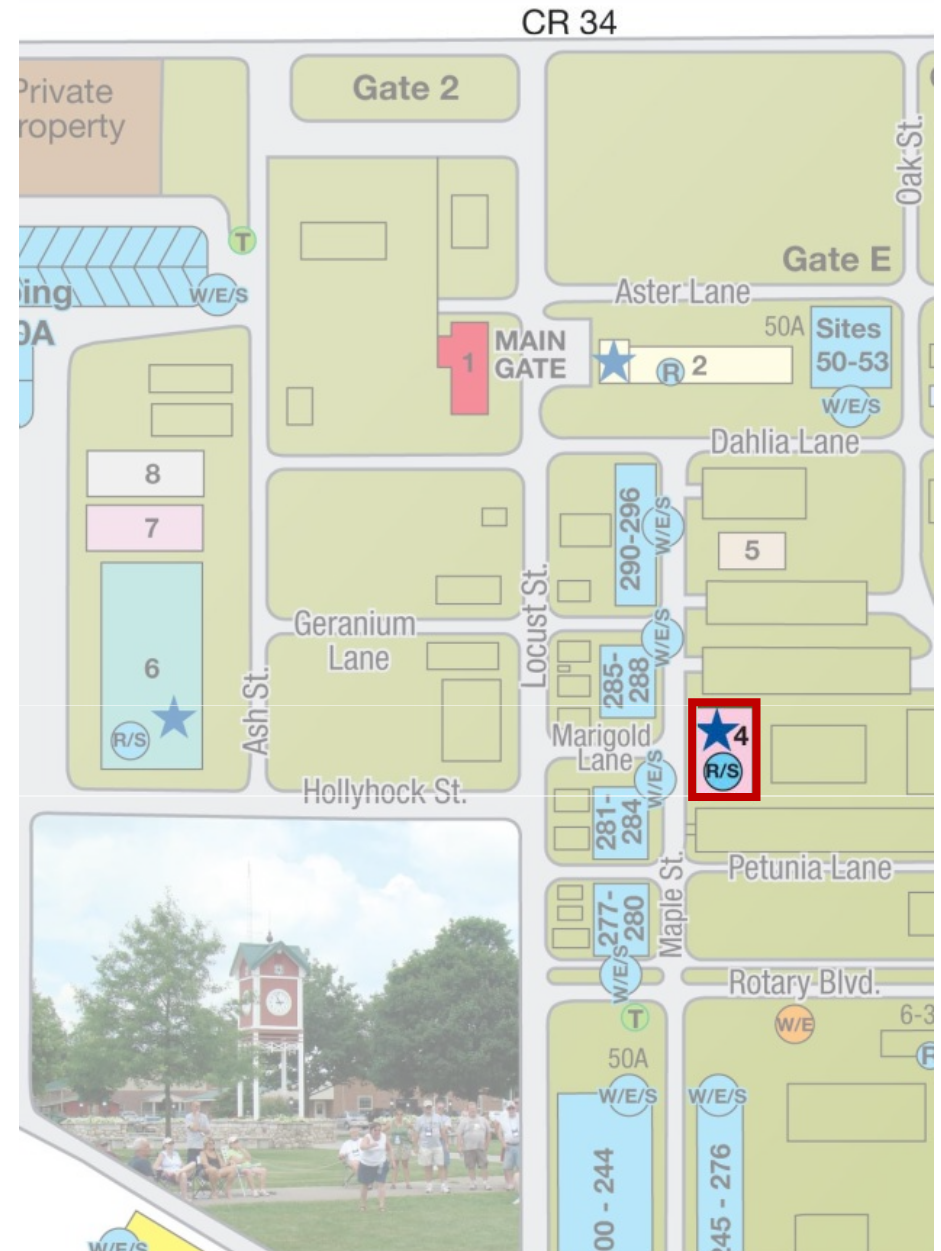 CR 34
Private
roperty
Gate 2
Oak St.
T
Gate E
ing
W/E/S
0A
Aster Lane
MAIN
GATE
1
R
2
50A
Sites
50-53
W/E/S
Dahlia Lane
8
7
290-296
W/E/S
5
Locust St.
Geranium
Lane
W/E/S
285-
288
6
Ash St.
R/S
Marigold
Lane
W/E/S
4
R/S
Hollyhock St.
281-
284
Maple St.
Petunia Lane
277-
280
W/E/S
Rotary Blvd.
T
W/E
6-3
R
50A
W/E/S
W/E/S
00 - 244
245 - 276
W/E/S